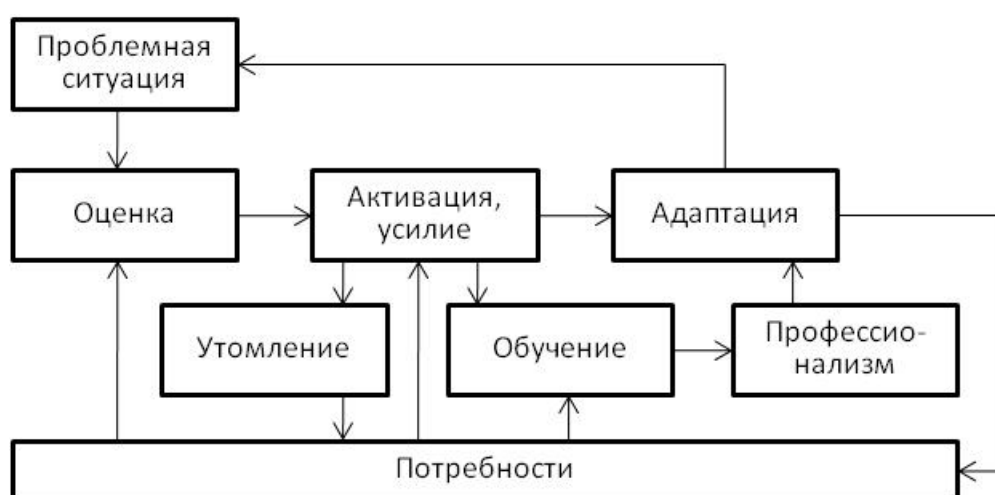 Проблемная
ситуация
Оценка
Активация,
усилие
Адаптация
Утомление
Обучение
Профессио-
нализм
Потребности